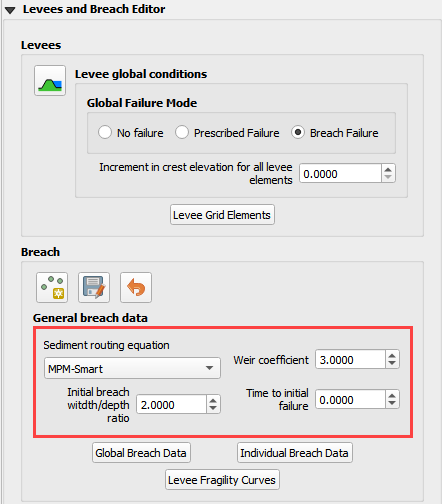 Levees and Breach Editor
Levees
Levee global conditions
Global Failure Mode
No failure
Prescribed Failure
Breach Failure
Increment in crest elevation for all levee
elements
0.0000
Levee Grid Elements
Breach
General breach data
Sediment routing equation
MPM-Smart
Weir coefficient
3.0000
Initial breach
witdth/depth
ratio
2.0000
Time to initial
failure
0.0000
Global Breach Data
Individual Breach Data
Levee Fragility Curves